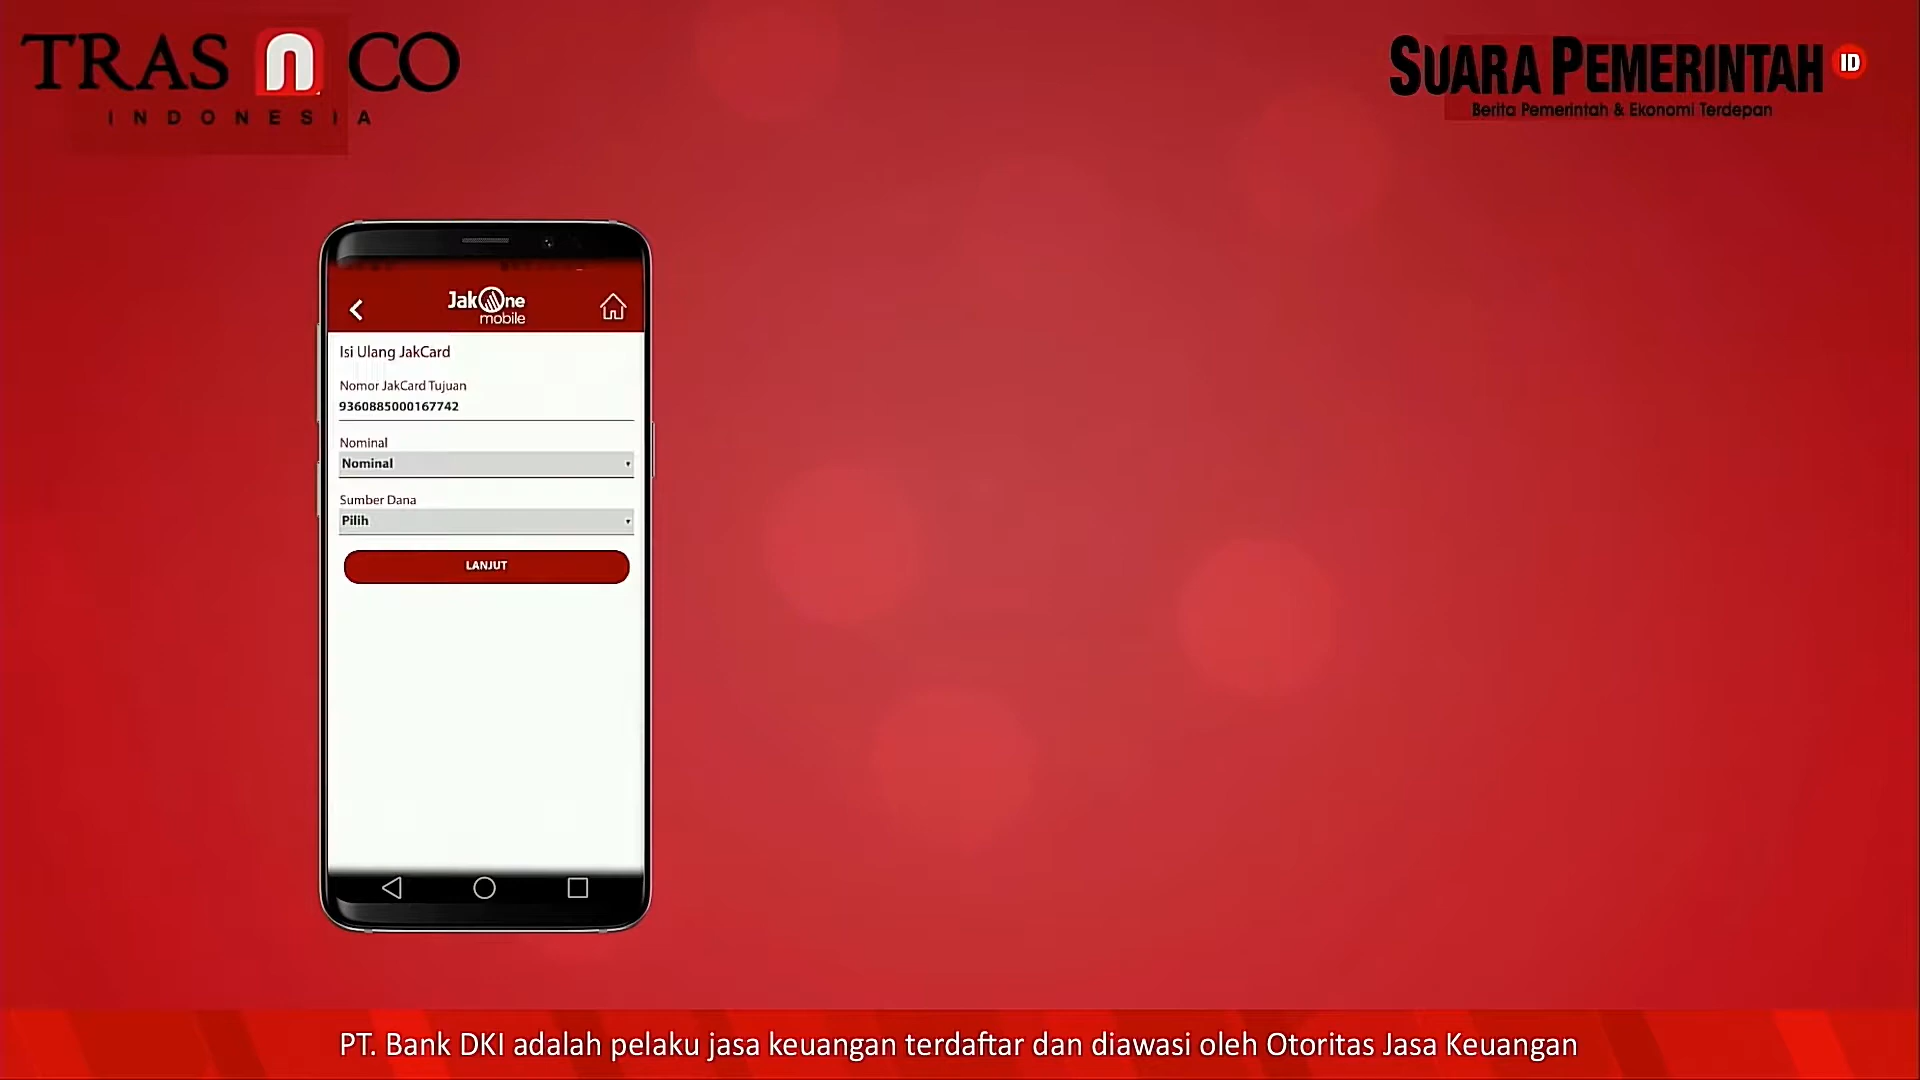 TRAS n CO
INDONESIA
SUARA PEMERINTAH ID
Berita Pemerintah & Ekonomi Terdepan
JakOne
mobile
Isi Ulang JakCard
Nomor JakCard Tujuan
9360885000167742
Nominal
Nominal
Sumber Dana
Pilih
LANJUT
PT. Bank DKI adalah pelaku jasa keuangan terdaftar dan diawasi oleh Otoritas Jasa Keuangan